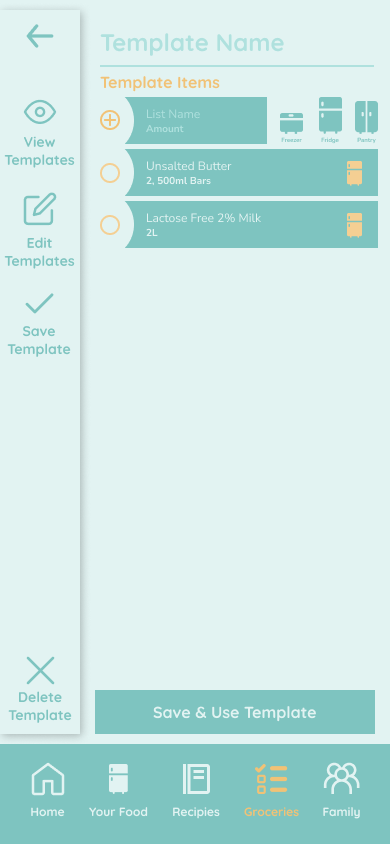 Template Name
Template Items
List Name
Amount
Freezer
Fridge
Pantry
Unsalted Butter
2, 500ml Bars
Lactose Free 2% Milk
2L
View
Templates
Edit
Templates
Save
Template
Delete
Template
Save & Use Template
Home
Your Food
Recipies
Groceries
Family